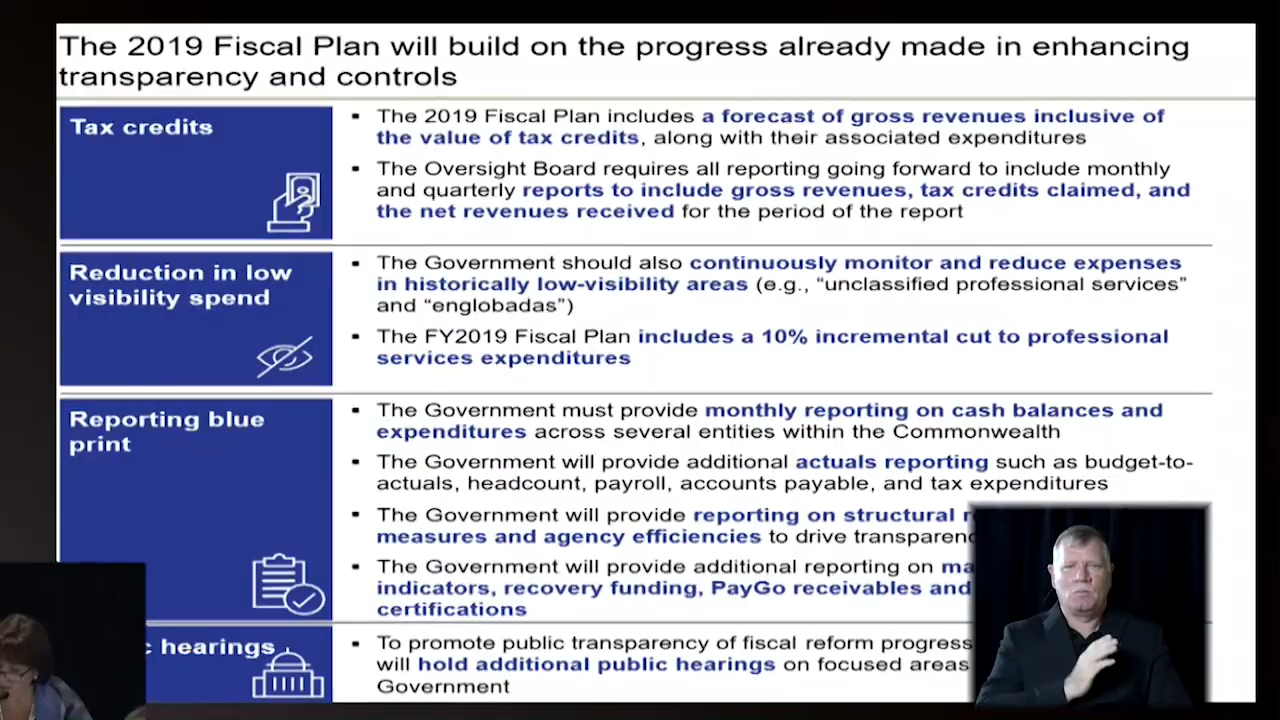 The 2019 Fiscal Plan will build on the progress already made in enhancing
transparency and controls
Tax credits
▪ The 2019 Fiscal Plan includes a forecast of gross revenues inclusive of
the value of tax credits, along with their associated expenditures
▪ The Oversight Board requires all reporting going forward to include monthly
and quarterly reports to include gross revenues, tax credits claimed, and
the net revenues received for the period of the report
Reduction in low
visibility spend
▪ The Government should also continuously monitor and reduce expenses
in historically low-visibility areas (e.g., “unclassified professional services”
and “englobadas”)
▪ The FY2019 Fiscal Plan includes a 10% incremental cut to professional
services expenditures
Reporting blue
print
▪ The Government must provide monthly reporting on cash balances and
expenditures across several entities within the Commonwealth
▪ The Government will provide additional actuals reporting such as budget-to-
actuals, headcount, payroll, accounts payable, and tax expenditures
▪ The Government will provide reporting on structural
measures and agency efficiencies to drive
▪ The Government will provide additional reporting on
indicators, recovery funding, PayGo receivables and
certifications
hearings
▪ To promote public transparency of fiscal reform progress
will hold additional public hearings on focused areas
Government